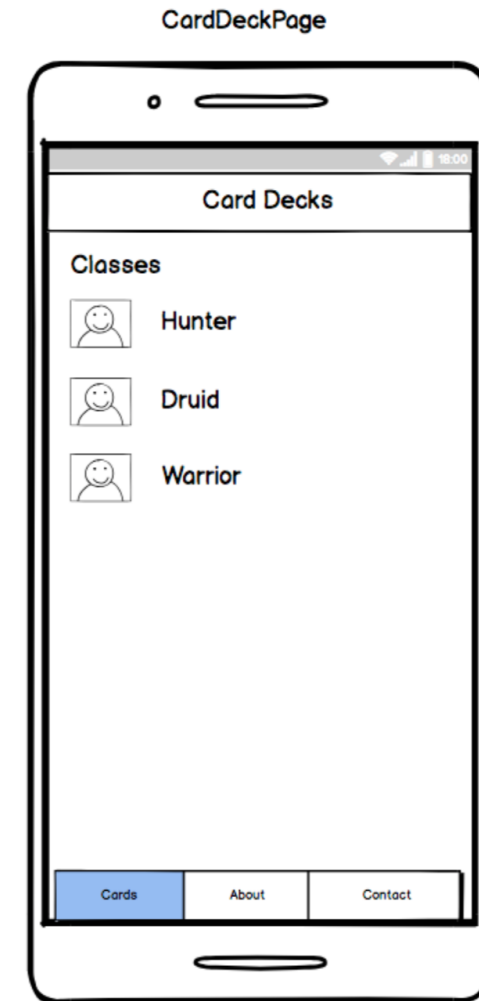 CardDeckPage
18:00
Card Decks
Classes
Hunter
Druid
Warrior
Cards About Contact